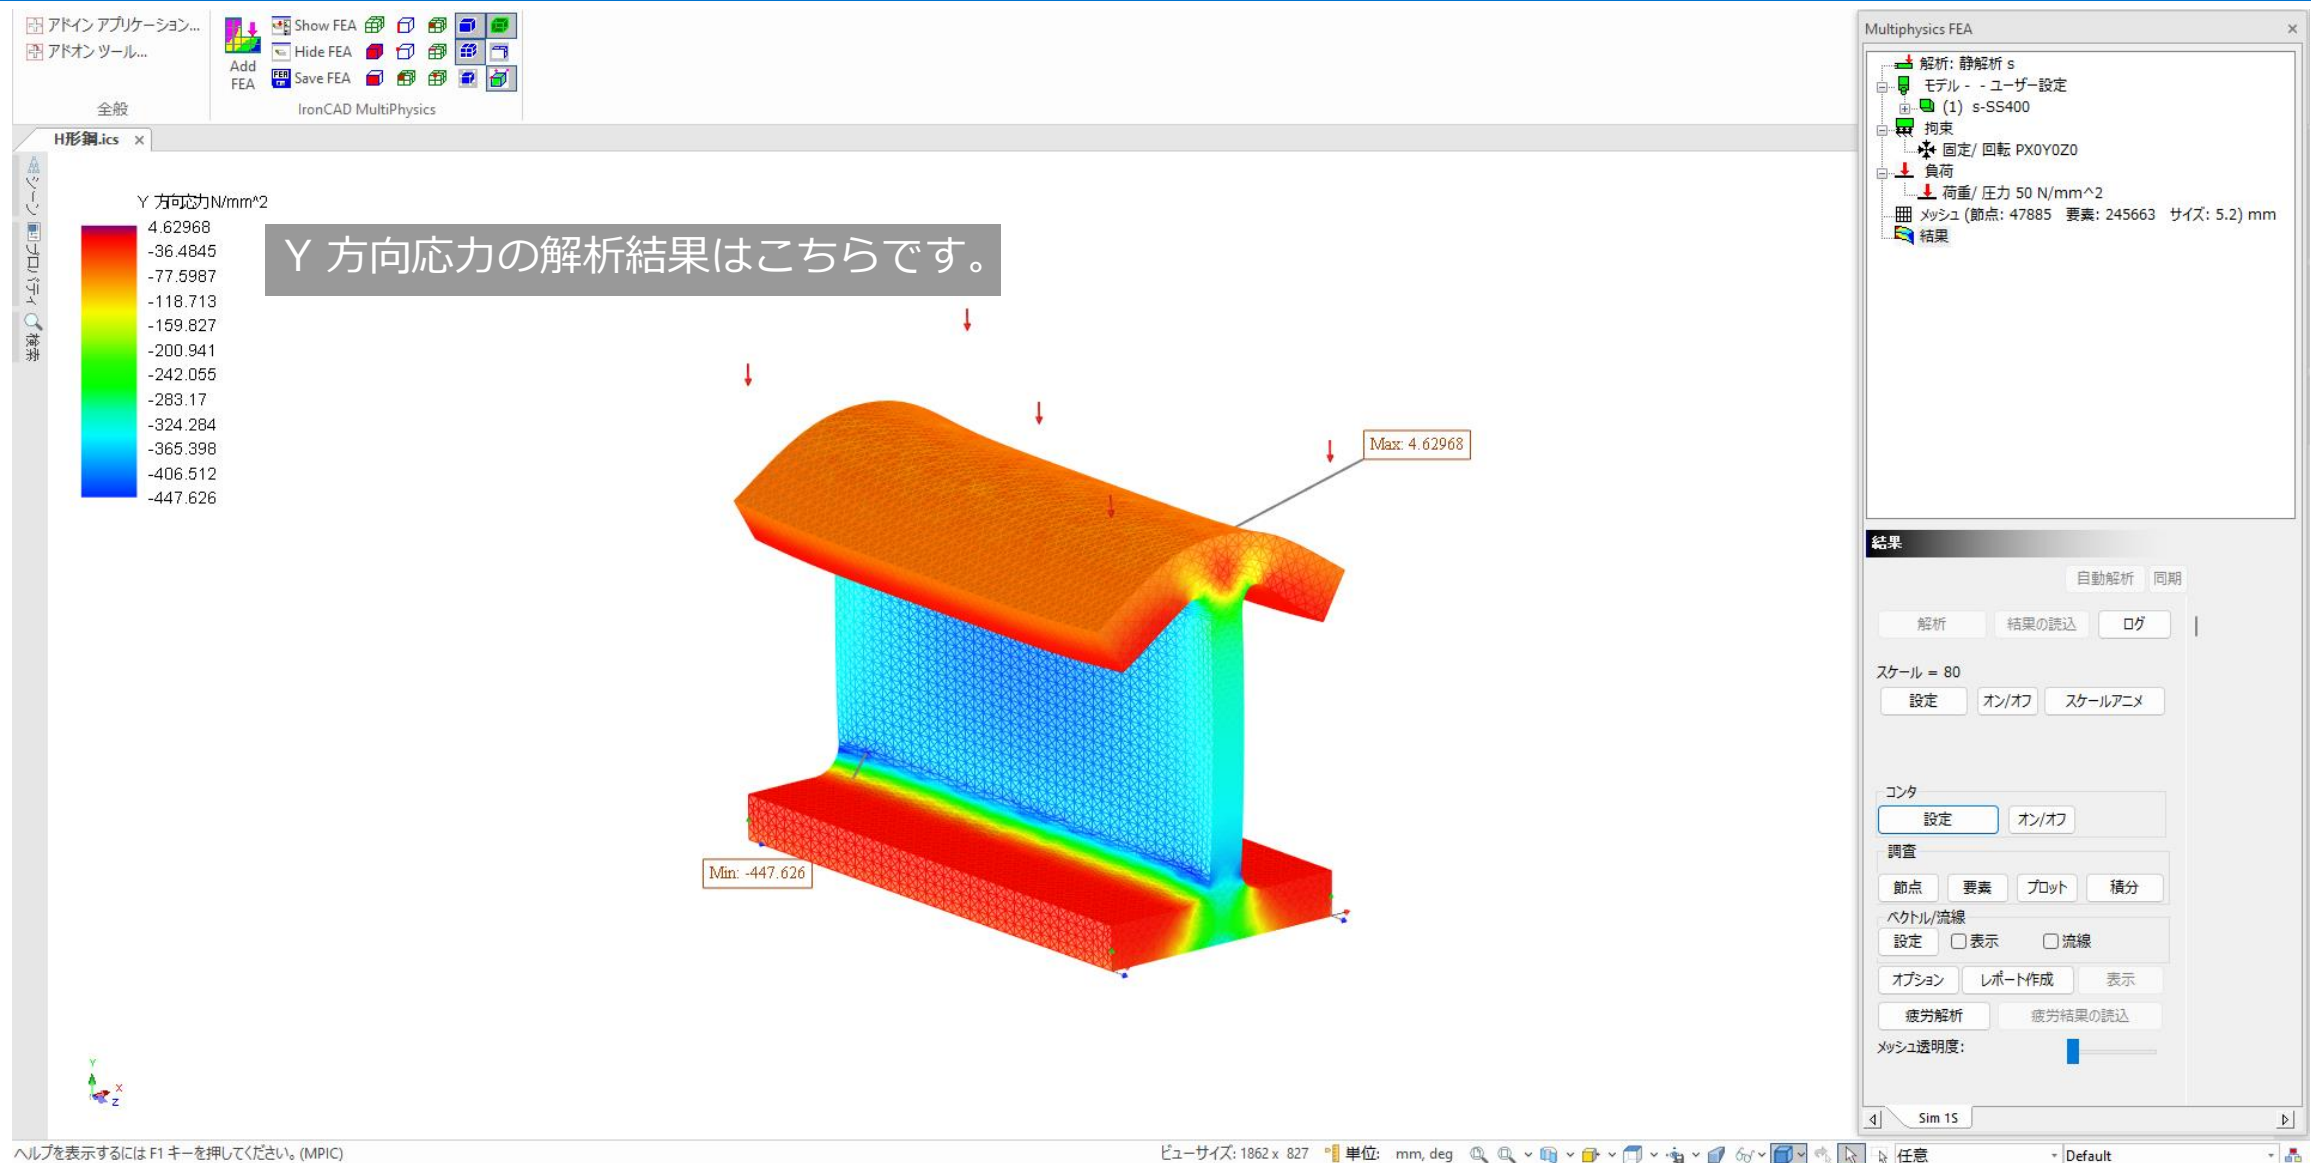 アドイン アプリケーション...
アドオン ツール...
全般
Add
FEA
Show FEA
Hide FEA
Save FEA
IronCAD MultiPhysics
H形鋼.ics ×
シーン
プロパティ
検索
Y 方向応力N/mm^2
4.62968
-36.4845
-77.5987
-118.713
-159.827
-200.941
-242.055
-283.17
-324.284
-365.398
-406.512
-447.626
Y 方向応力の解析結果はこちらです。
Max: 4.62968
Min: -447.626
Y
X
Z
Multiphysics FEA ×
解析: 静解析 s
モデル - - ユーザー設定
(1) s-SS400
拘束
固定/ 回転 PX0Y0Z0
負荷
荷重/ 圧力 50 N/mm^2
メッシュ (節点: 47885 要素: 245663 サイズ: 5.2) mm
結果
結果
自動解析 同期
解析 結果の読込 ログ
スケール = 80
設定 オン/オフ スケールアニメ
コンタ
設定 オン/オフ
調査
節点 要素 プロット 積分
ベクトル/流線
設定 表示 流線
オプション レポート作成 表示
疲労解析 疲労結果の読込
メッシュ透明度:
Sim 1S
ヘルプを表示するには F1 キーを押してください。(MPIC)
ビューサイズ: 1862 x 827 単位: mm, deg 任意 Default